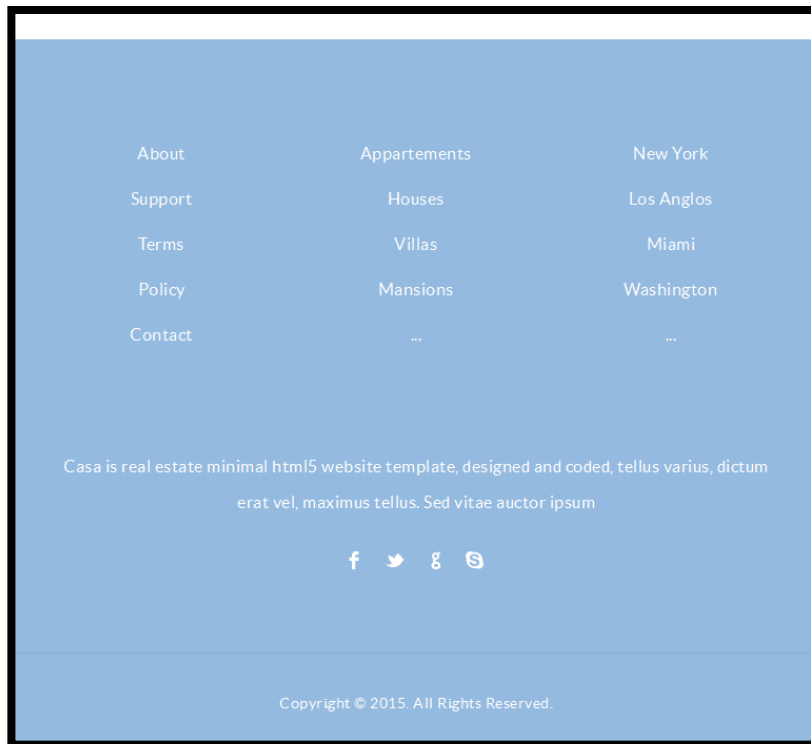 About
Support
Terms
Policy
Contact
Appartements
Houses
Villas
Mansions
...
New York
Los Anglos
Miami
Washington
...
Casa is real estate minimal html5 website template, designed and coded, tellus varius, dictum
erat vel, maximus tellus. Sed vitae auctor ipsum
Copyright © 2015. All Rights Reserved.